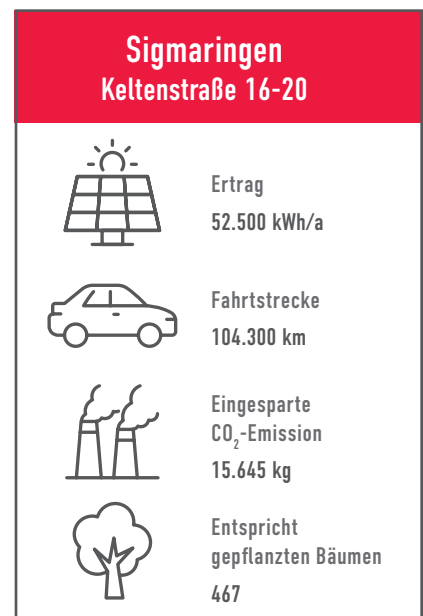 Sigmaringen
Keltenstraße 16-20
Ertrag
52.500 kWh/a
Fahrtstrecke
104.300 km
Eingesparte
CO₂-Emission
15.645 kg
Entspricht
gepflanzten Bäumen
467